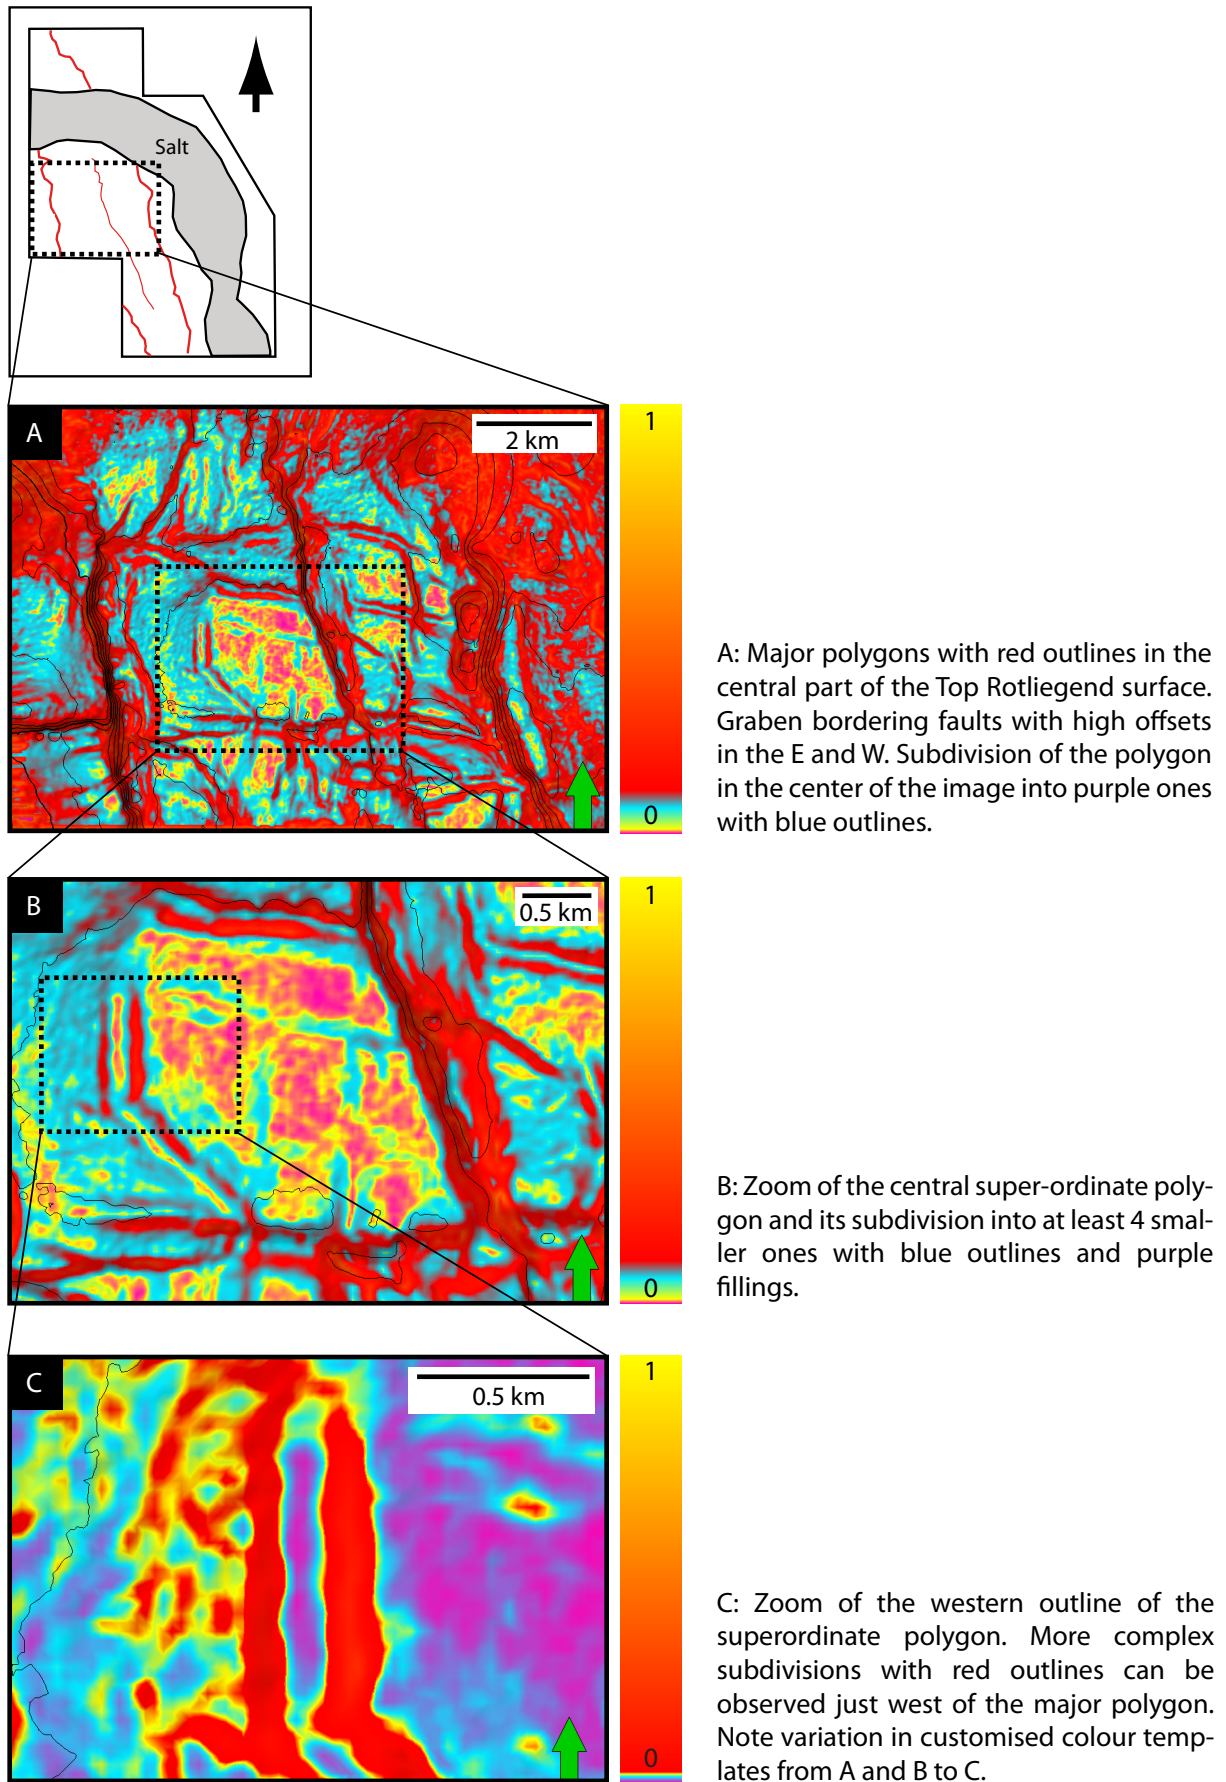 Salt
A
2 km
1
0
A: Major polygons with red outlines in the
central part of the Top Rotliegend surface.
Graben bordering faults with high offsets
in the E and W. Subdivision of the polygon
in the center of the image into purple ones
with blue outlines.
B
0.5 km
1
0
B: Zoom of the central super-ordinate poly-
gon and its subdivision into at least 4 smal-
ler ones with blue outlines and purple
fillings.
C
0.5 km
1
0
C: Zoom of the western outline of the
superordinate polygon. More complex
subdivisions with red outlines can be
observed just west of the major polygon.
Note variation in customised colour temp-
lates from A and B to C.